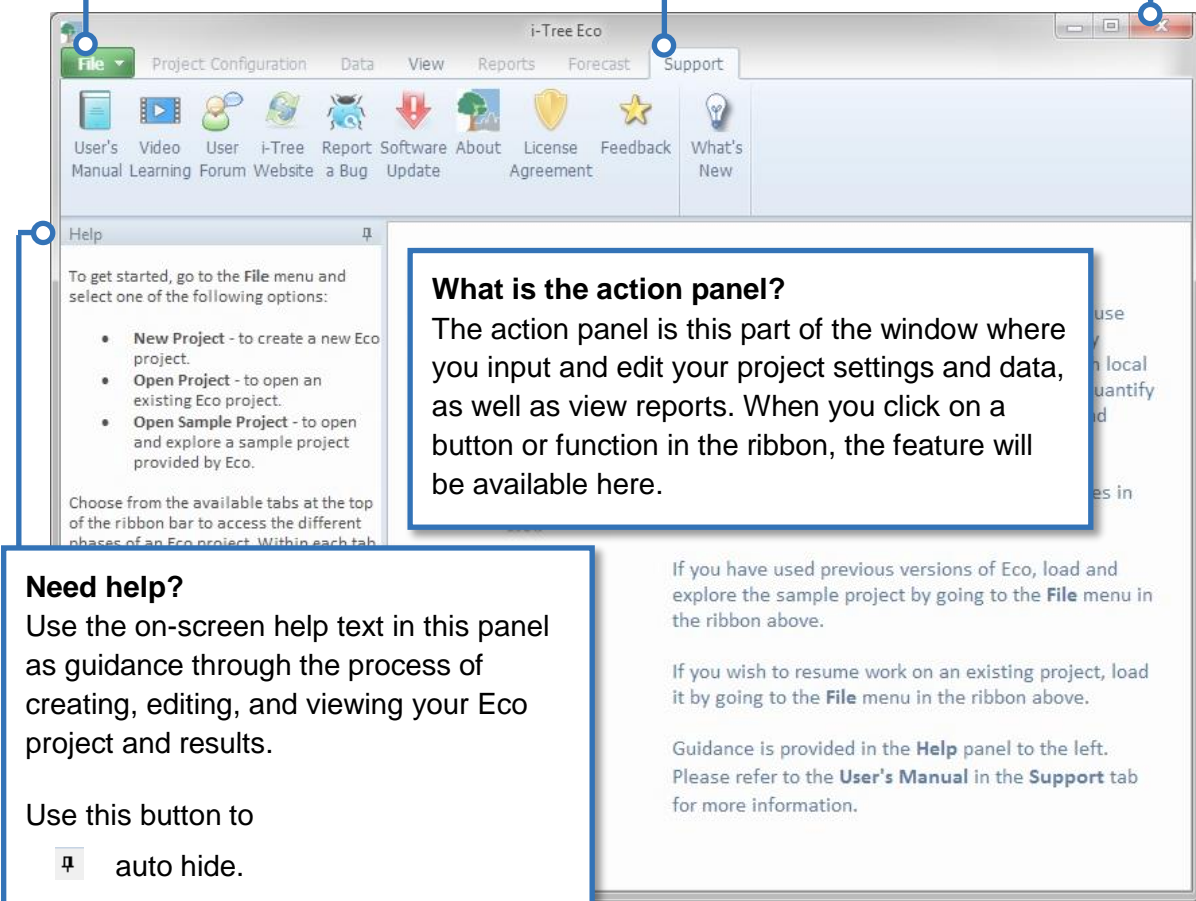 i-Tree Eco
File Project Configuration Data View Reports Forecast Support
User's Video User i-Tree Report Software About License Feedback What's
Manual Learning Forum Website a Bug Update Agreement New
Help
To get started, go to the File menu and
select one of the following options:
• New Project - to create a new Eco
project.
• Open Project - to open an
existing Eco project.
• Open Sample Project - to open
and explore a sample project
provided by Eco.
Choose from the available tabs at the top
of the ribbon bar to access the different
phases of an Eco project. Within each tab
What is the action panel?
The action panel is this part of the window where
you input and edit your project settings and data,
as well as view reports. When you click on a
button or function in the ribbon, the feature will
be available here.
use
local
es in
Need help?
Use the on-screen help text in this panel
as guidance through the process of
creating, editing, and viewing your Eco
project and results.
Use this button to
auto hide.
If you have used previous versions of Eco, load and
explore the sample project by going to the File menu in
the ribbon above.
If you wish to resume work on an existing project, load
it by going to the File menu in the ribbon above.
Guidance is provided in the Help panel to the left.
Please refer to the User's Manual in the Support tab
for more information.